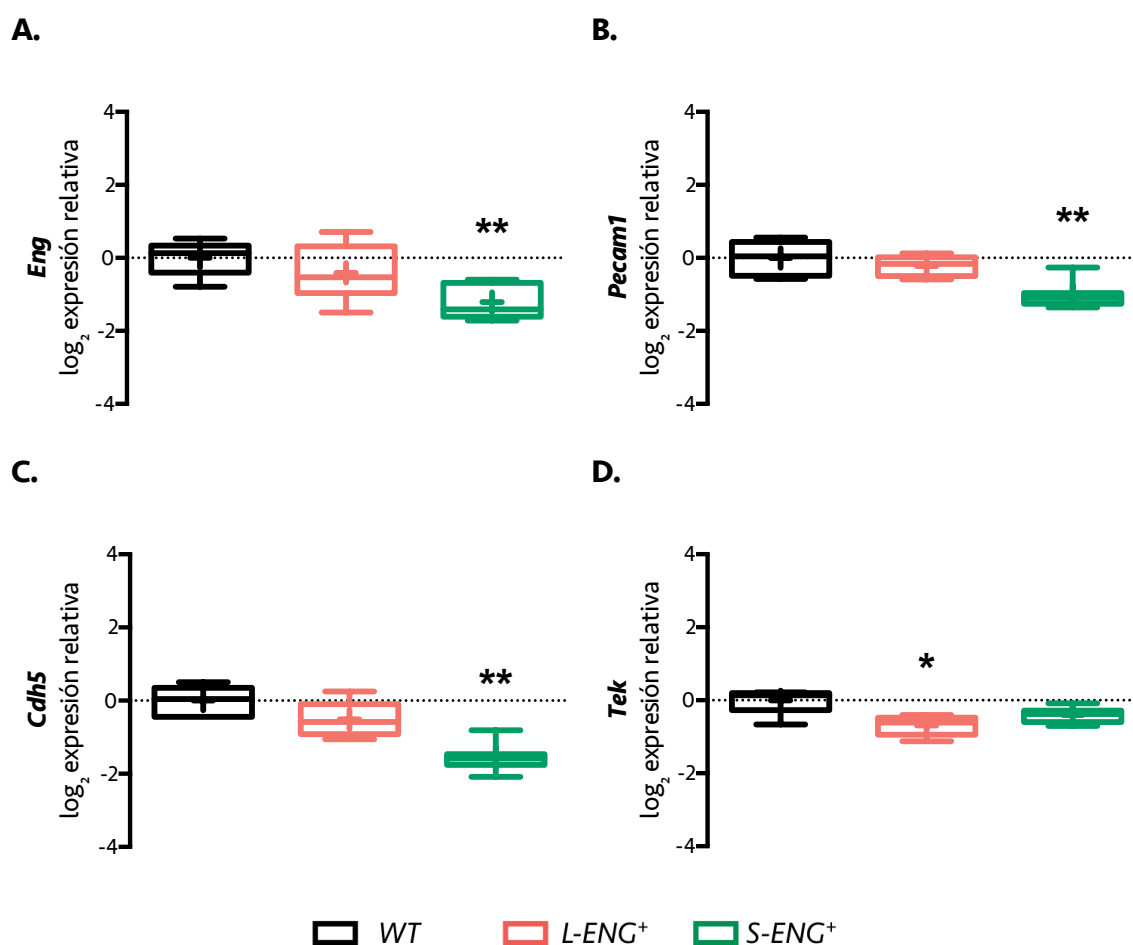 A.
B.
Eng
log₂ expresión relativa
4
2
0
-2
-4
**
Pecam1
log₂ expresión relativa
4
2
0
-2
-4
**
C.
D.
Cdh5
log₂ expresión relativa
4
2
0
-2
-4
**
Tek
log₂ expresión relativa
4
2
0
-2
-4
*
WT L-ENG⁺ S-ENG⁺